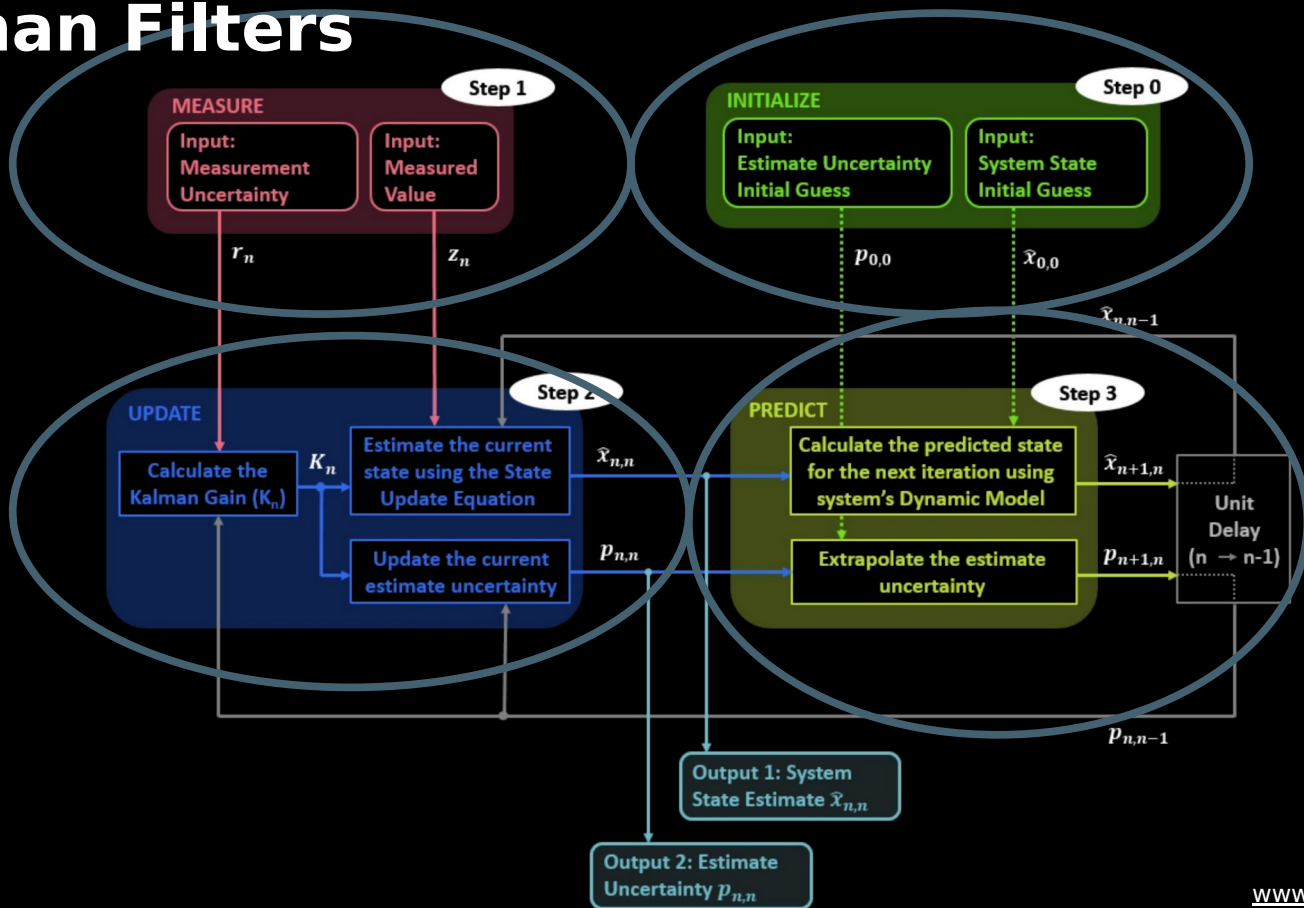 nan Filters
Step 1
MEASURE
Input:
Measurement
Uncertainty
Input:
Measured
Value
Step 0
INITIALIZE
Input:
Estimate Uncertainty
Initial Guess
Input:
System State
Initial Guess
rₙ
zₙ
p₀,₀
x̂₀,₀
x̂ₙ,ₙ₋₁
Step 2
UPDATE
Calculate the
Kalman Gain (Kₙ)
Kₙ
Estimate the current
state using the State
Update Equation
Update the current
estimate uncertainty
x̂ₙ,ₙ
pₙ,ₙ
Step 3
PREDICT
Calculate the predicted state
for the next iteration using
system's Dynamic Model
Extrapolate the estimate
uncertainty
x̂ₙ₊₁,ₙ
pₙ₊₁,ₙ
Unit
Delay
(n → n-1)
pₙ,ₙ₋₁
Output 1: System
State Estimate x̂ₙ,ₙ
Output 2: Estimate
Uncertainty pₙ,ₙ
www